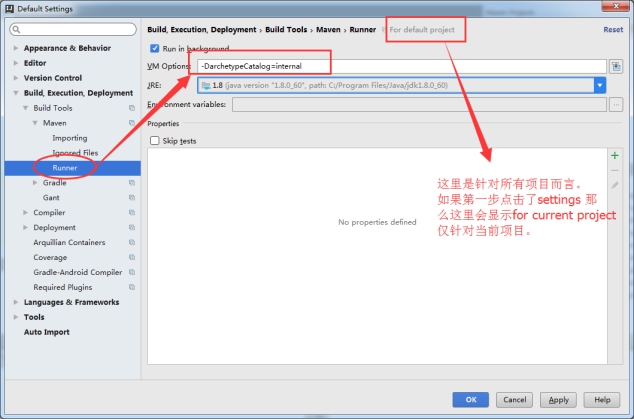 Default Settings
Build, Execution, Deployment › Build Tools › Maven › Runner
For default project
Reset
Appearance & Behavior
Editor
Version Control
Build, Execution, Deployment
Build Tools
Maven
Importing
Ignored Files
Runner
Gradle
Gant
Compiler
Deployment
Arquillian Containers
Coverage
Gradle-Android Compiler
Required Plugins
Languages & Frameworks
Tools
Auto Import
Run in background
VM Options: -DarchetypeCatalog=internal
JRE: 1.8 (java version "1.8.0_60", path: C:/Program Files/Java/jdk1.8.0_60)
Environment variables:
Properties
Skip tests
No properties defined
这里是针对所有项目而言。
如果第一步点击了settings 那
么这里会显示for current project
仅针对当前项目。
OK
Cancel
Apply
Help